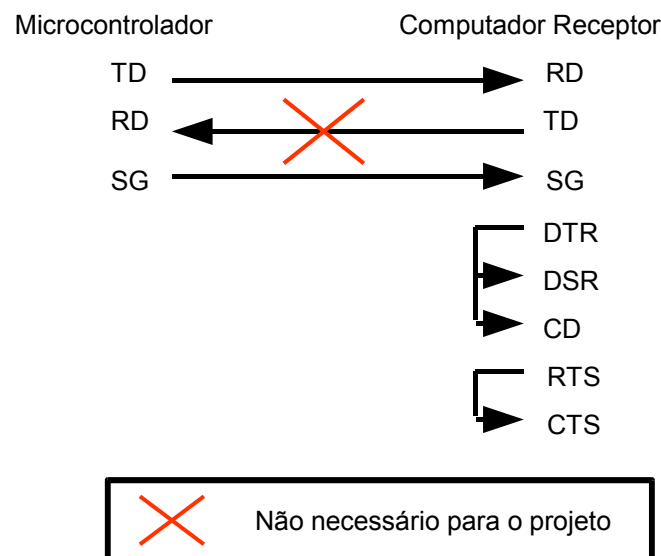 Microcontrolador Computador Receptor
TD RD
RD TD
SG SG
DTR
DSR
CD
RTS
CTS
Não necessário para o projeto